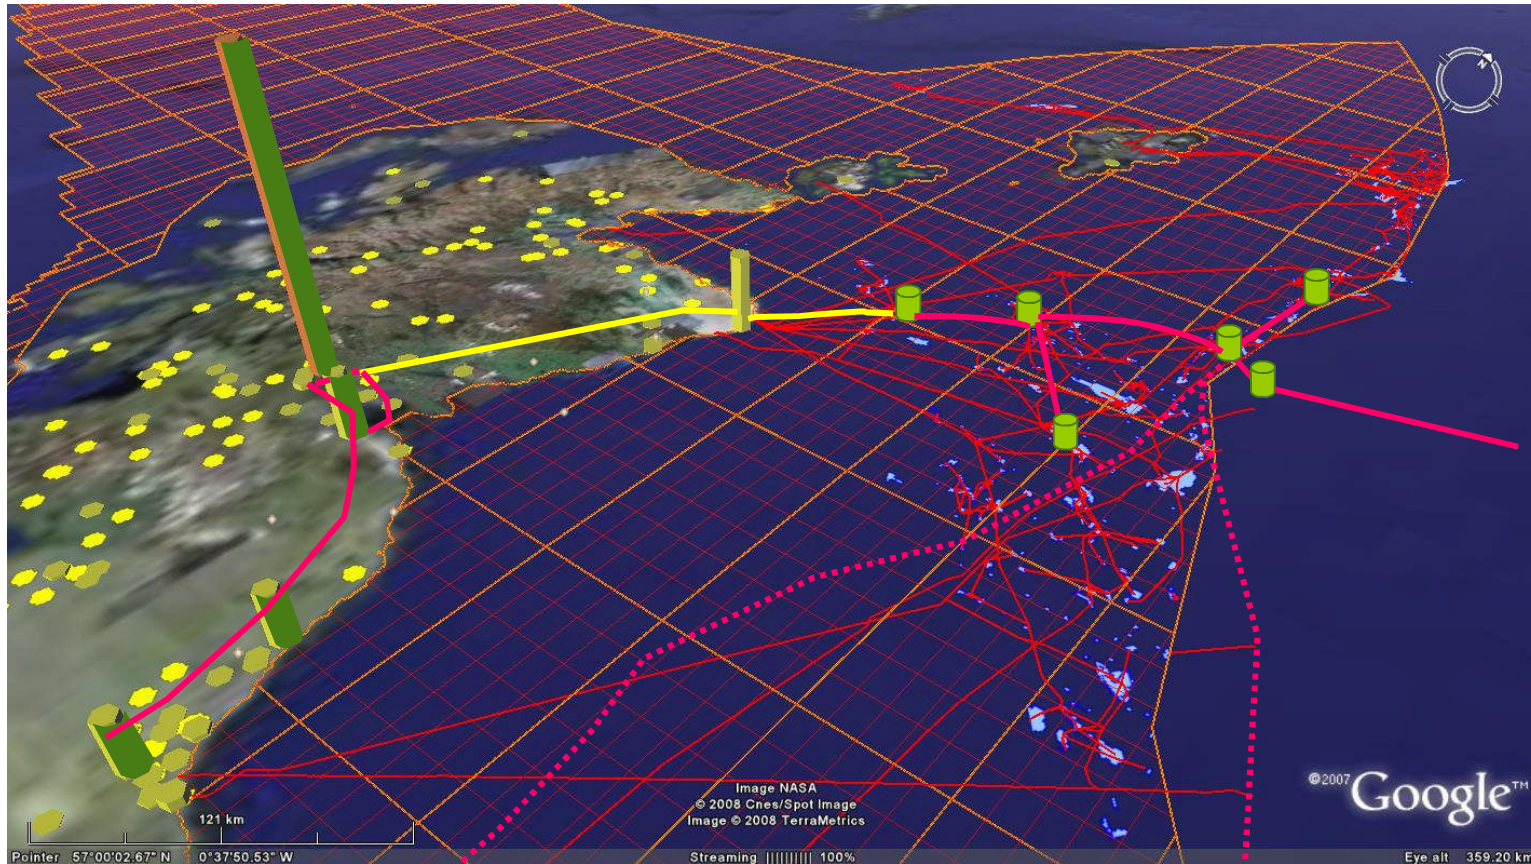 N
121 km
Image NASA
© 2008 Cnes/Spot Image
Image © 2008 TerraMetrics
©2007 Google™
Pointer 57°00'02.67" N 0°37'50.53" W
Streaming |||||||||| 100%
Eye alt 359.20 km